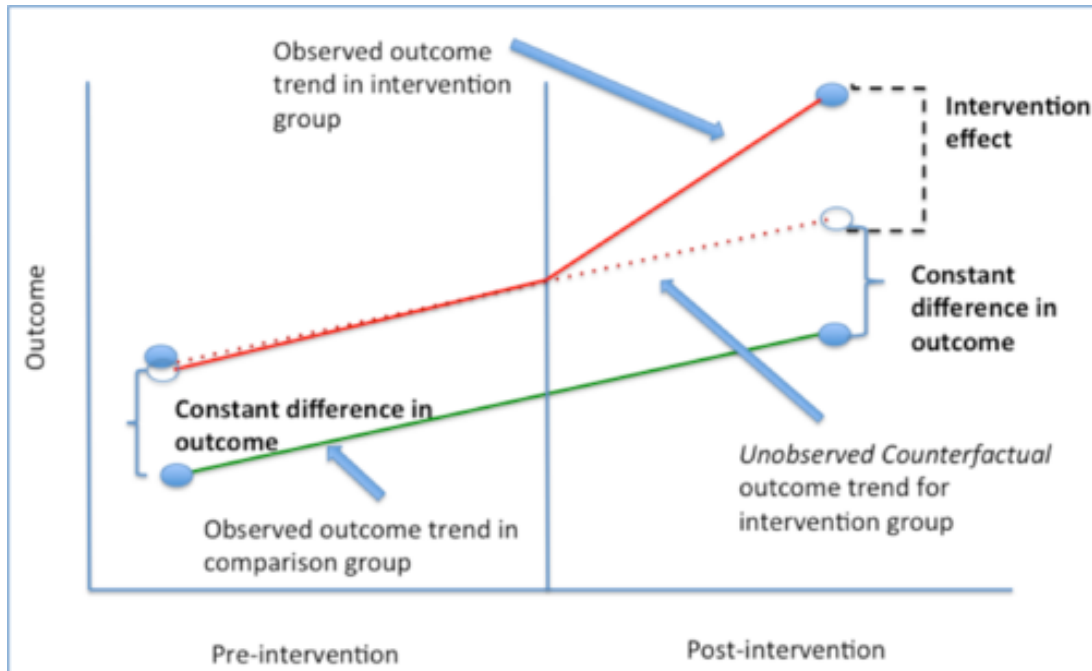 Observed outcome
trend in intervention
group
Intervention
effect
Outcome
Constant
difference in
outcome
Constant difference in
outcome
Unobserved Counterfactual
outcome trend for
intervention group
Observed outcome trend in
comparison group
Pre-intervention
Post-intervention